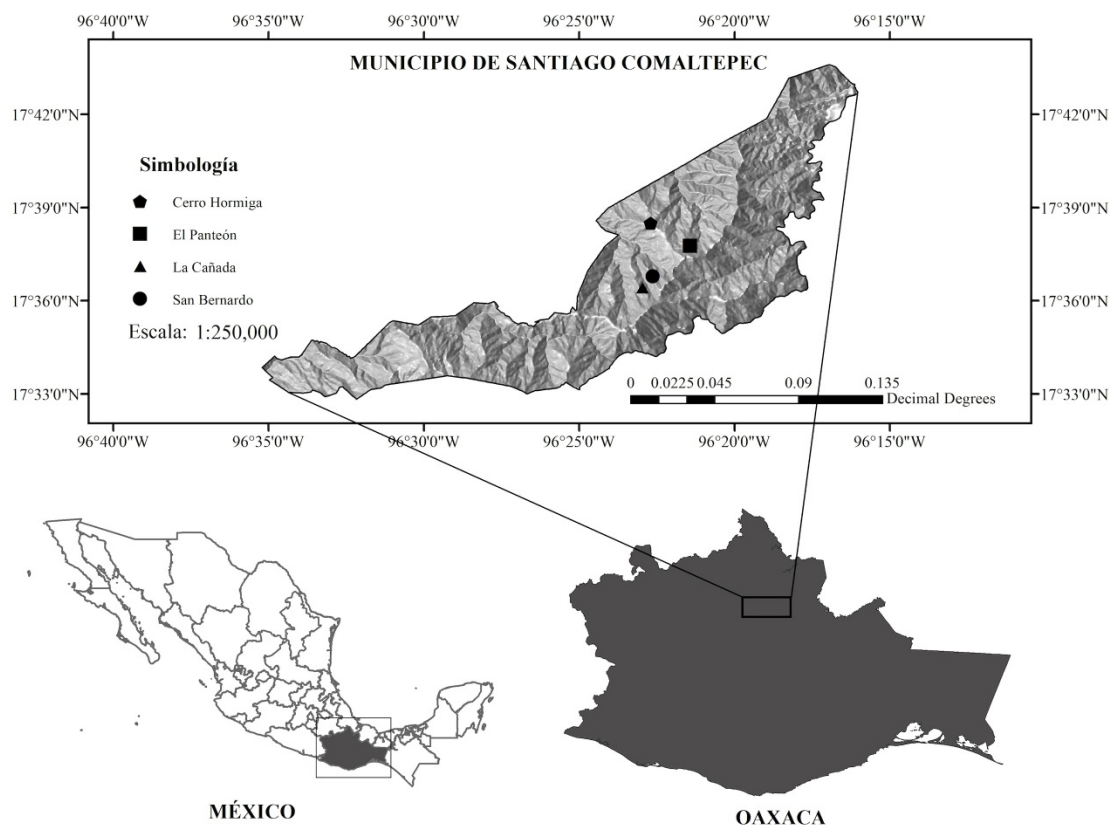 96°40'0"W 96°35'0"W 96°30'0"W 96°25'0"W 96°20'0"W 96°15'0"W
MUNICIPIO DE SANTIAGO COMALTEPEC
17°42'0"N 17°42'0"N
Simbología
Cerro Hormiga
17°39'0"N 17°39'0"N
El Panteón
La Cañada
San Bernardo
17°36'0"N 17°36'0"N
Escala: 1:250,000
0 0.0225 0.045 0.09 0.135
Decimal Degrees
17°33'0"N 17°33'0"N
96°40'0"W 96°35'0"W 96°30'0"W 96°25'0"W 96°20'0"W 96°15'0"W
MÉXICO
OAXACA